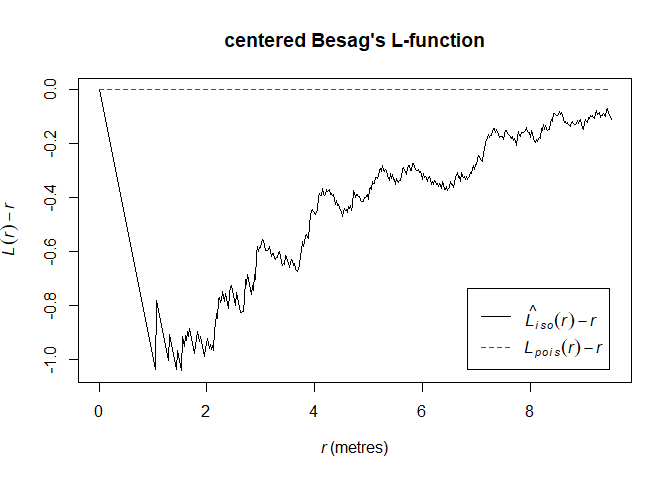 centered Besag's L-function
L(r) − r
0.0
-0.2
-0.4
-0.6
-0.8
-1.0
0 2 4 6 8
r (metres)
L̂iso(r) − r
Lpois(r) − r